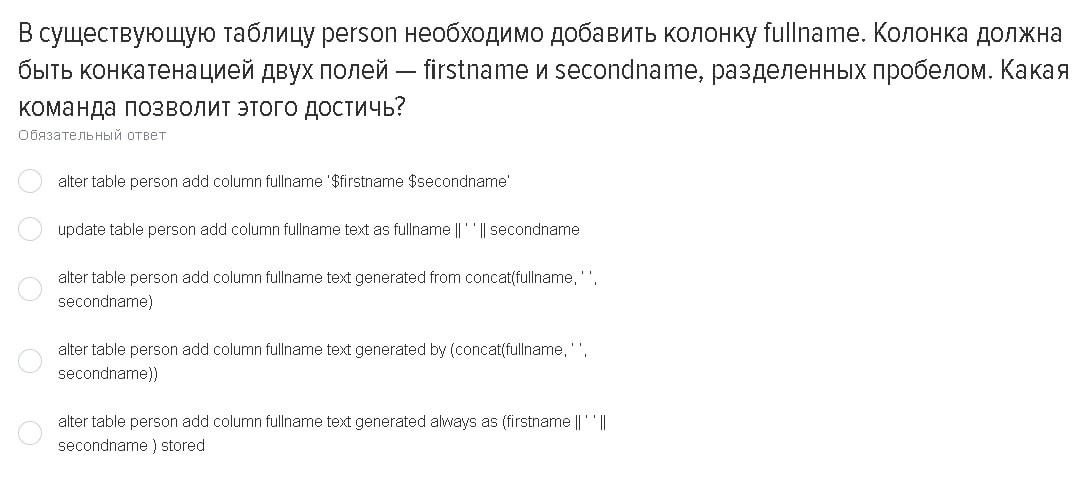 В существующую таблицу person необходимо добавить колонку fullname. Колонка должна
быть конкатенацией двух полей — firstname и secondname, разделенных пробелом. Какая
команда позволит этого достичь?
Обязательный ответ
alter table person add column fullname '$firstname $secondname'
update table person add column fullname text as fullname || ' ' || secondname
alter table person add column fullname text generated from concat(fullname, ' ',
secondname)
alter table person add column fullname text generated by (concat(fullname, ' ',
secondname))
alter table person add column fullname text generated always as (firstname || ' ' ||
secondname ) stored